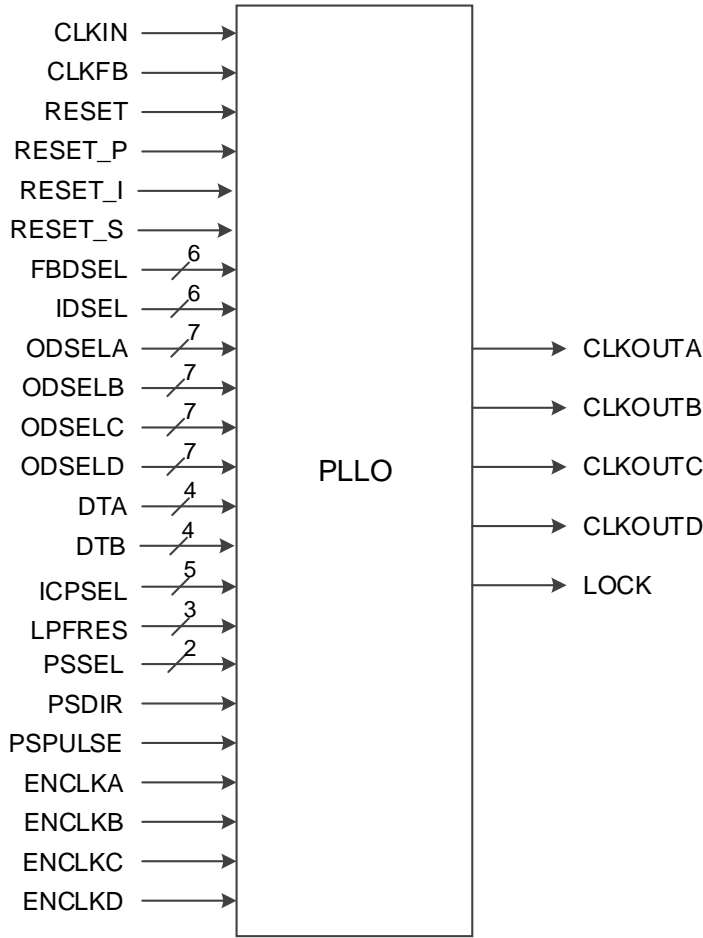 CLKIN
CLKFB
RESET
RESET_P
RESET_I
RESET_S
FBDSEL 6
IDSEL 6
ODSELA 7
ODSELB 7
ODSELC 7
ODSELD 7
DTA 4
DTB 4
ICPSEL 5
LPFRES 3
PSSEL 2
PSDIR
PSPULSE
ENCLKA
ENCLKB
ENCLKC
ENCLKD
PLLO
CLKOUTA
CLKOUTB
CLKOUTC
CLKOUTD
LOCK